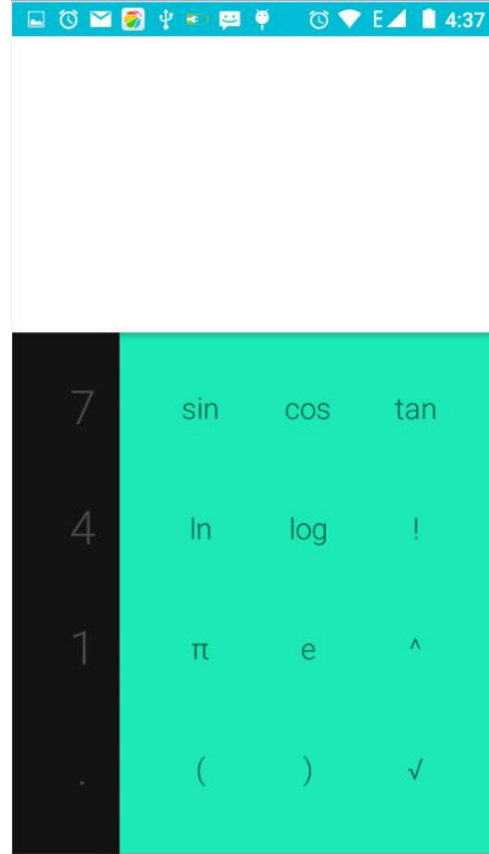 E 4:37
7 sin cos tan
4 ln log !
1 π e ^
. ( ) √